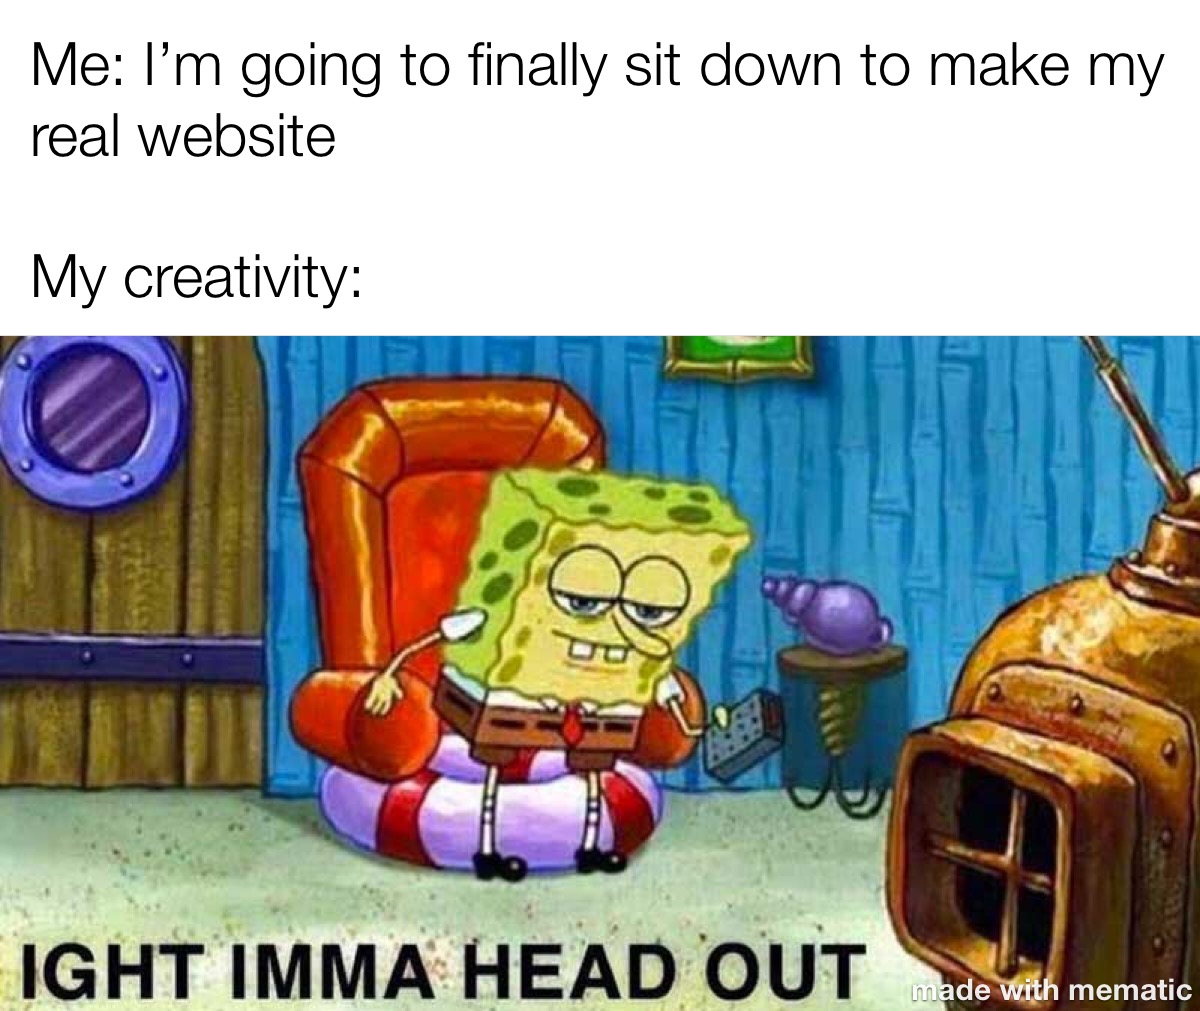 Me: I’m going to finally sit down to make my
real website
My creativity:
IGHT IMMA HEAD OUT
made with mematic